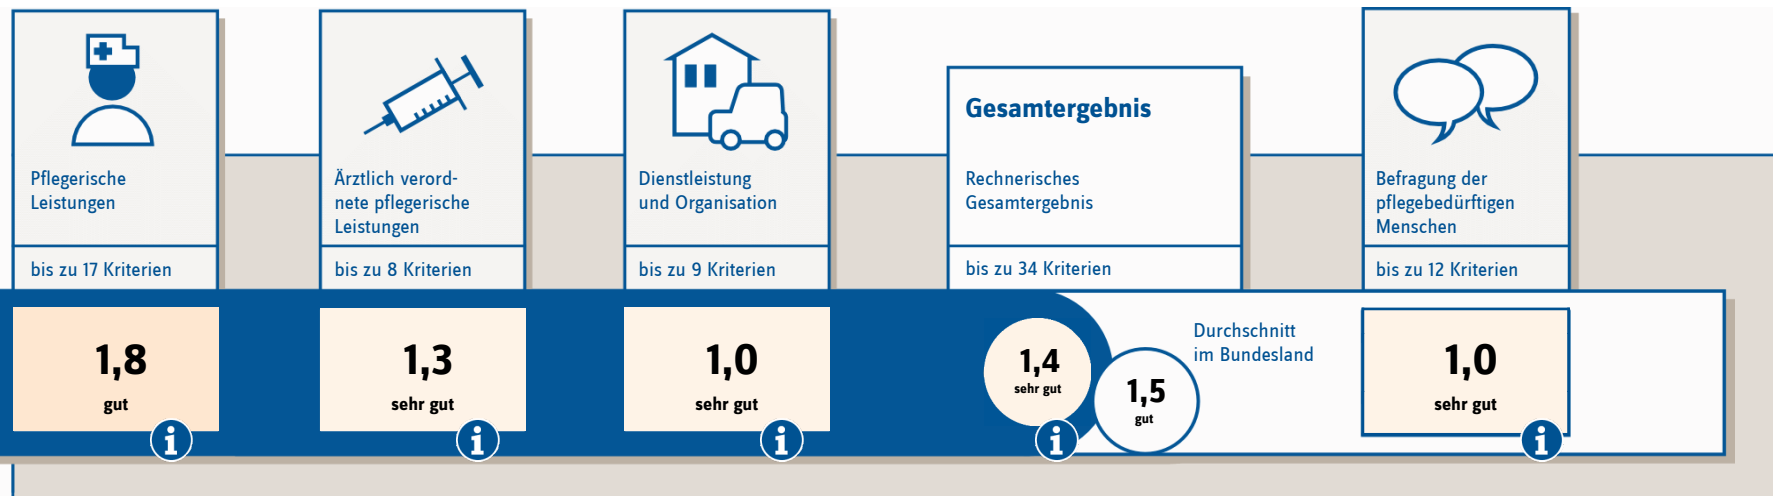 Pflegerische
Leistungen
bis zu 17 Kriterien
1,8
gut
Ärztlich verord-
nete pflegerische
Leistungen
bis zu 8 Kriterien
1,3
sehr gut
Dienstleistung
und Organisation
bis zu 9 Kriterien
1,0
sehr gut
Gesamtergebnis
Rechnerisches
Gesamtergebnis
bis zu 34 Kriterien
1,4
sehr gut
1,5
gut
Durchschnitt
im Bundesland
Befragung der
pflegebedürftigen
Menschen
bis zu 12 Kriterien
1,0
sehr gut